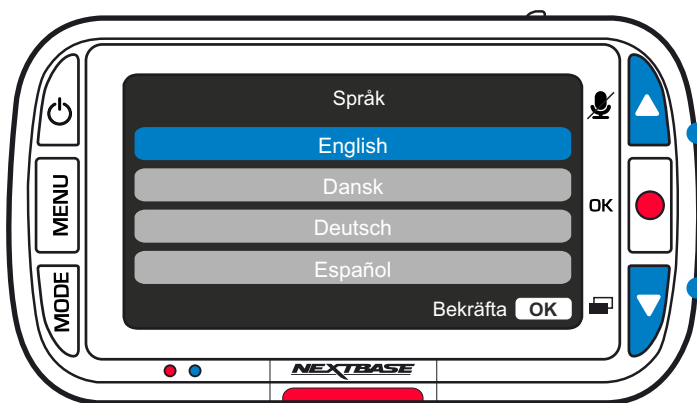 Språk
English
Dansk
Deutsch
Español
Bekräfta OK
MENU
MODE
OK
NEXTBASE